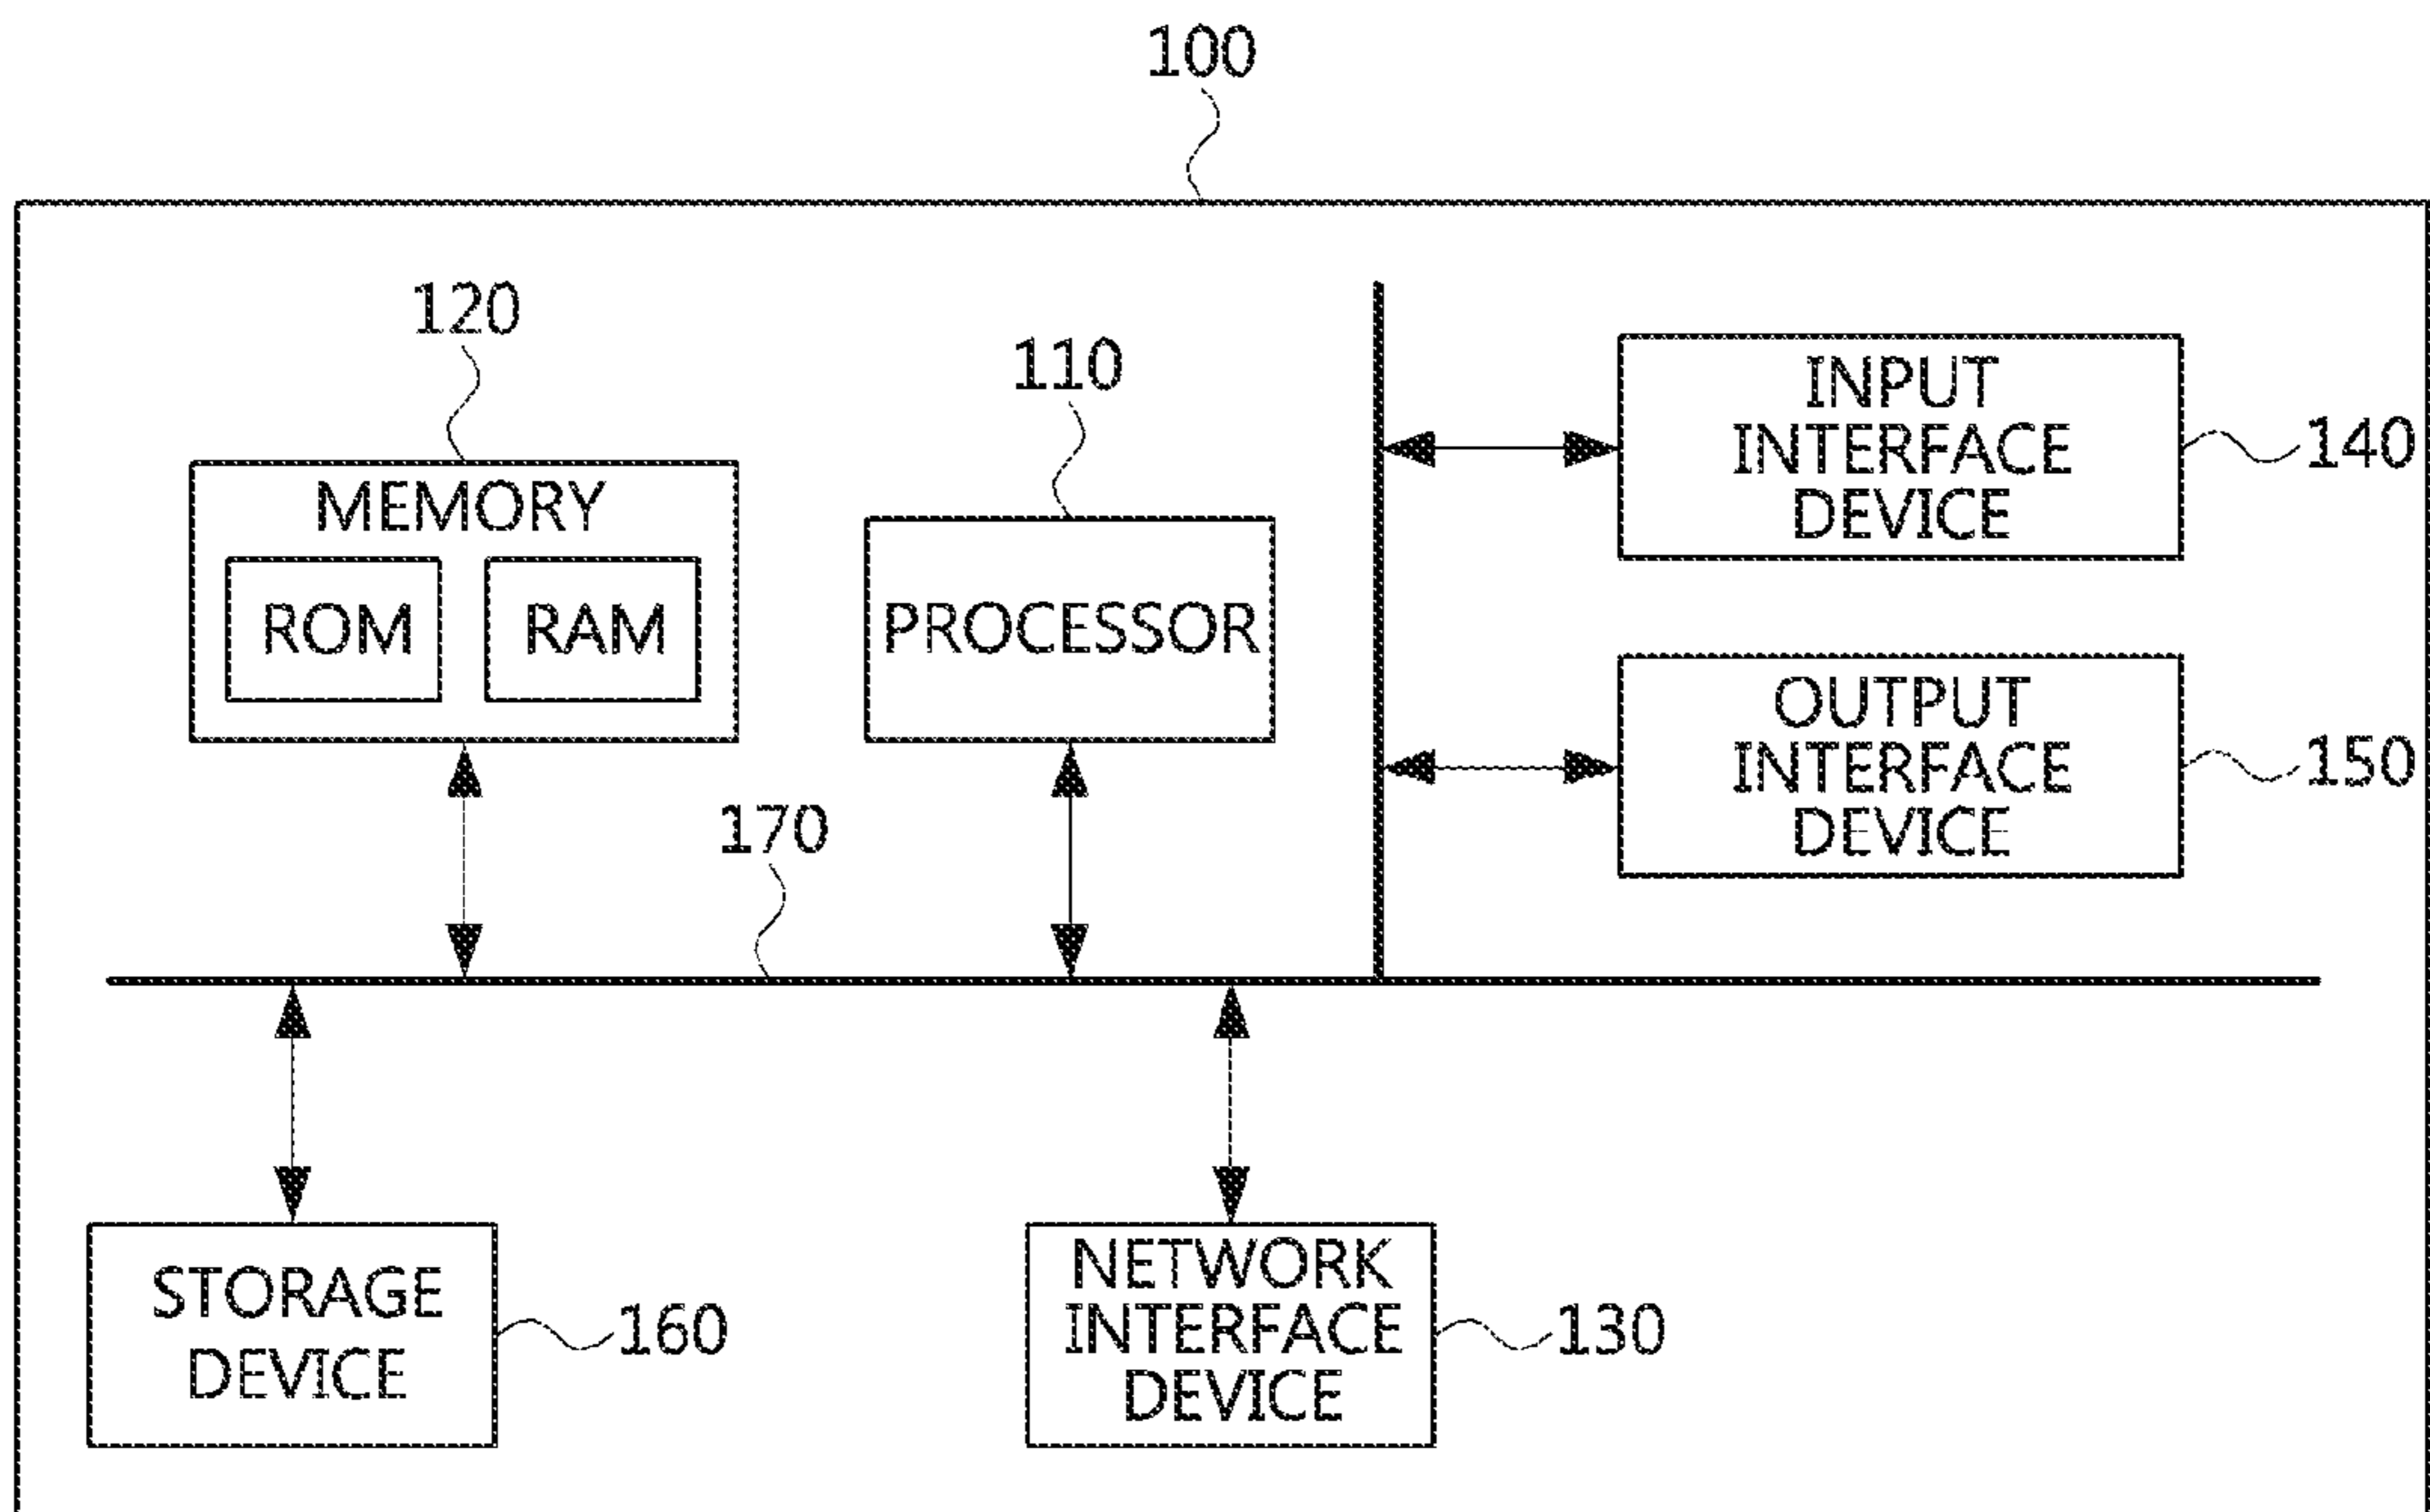 100
120
110
MEMORY
ROM
RAM
PROCESSOR
INPUT
INTERFACE
DEVICE
140
OUTPUT
INTERFACE
DEVICE
150
170
STORAGE
DEVICE
160
NETWORK
INTERFACE
DEVICE
130